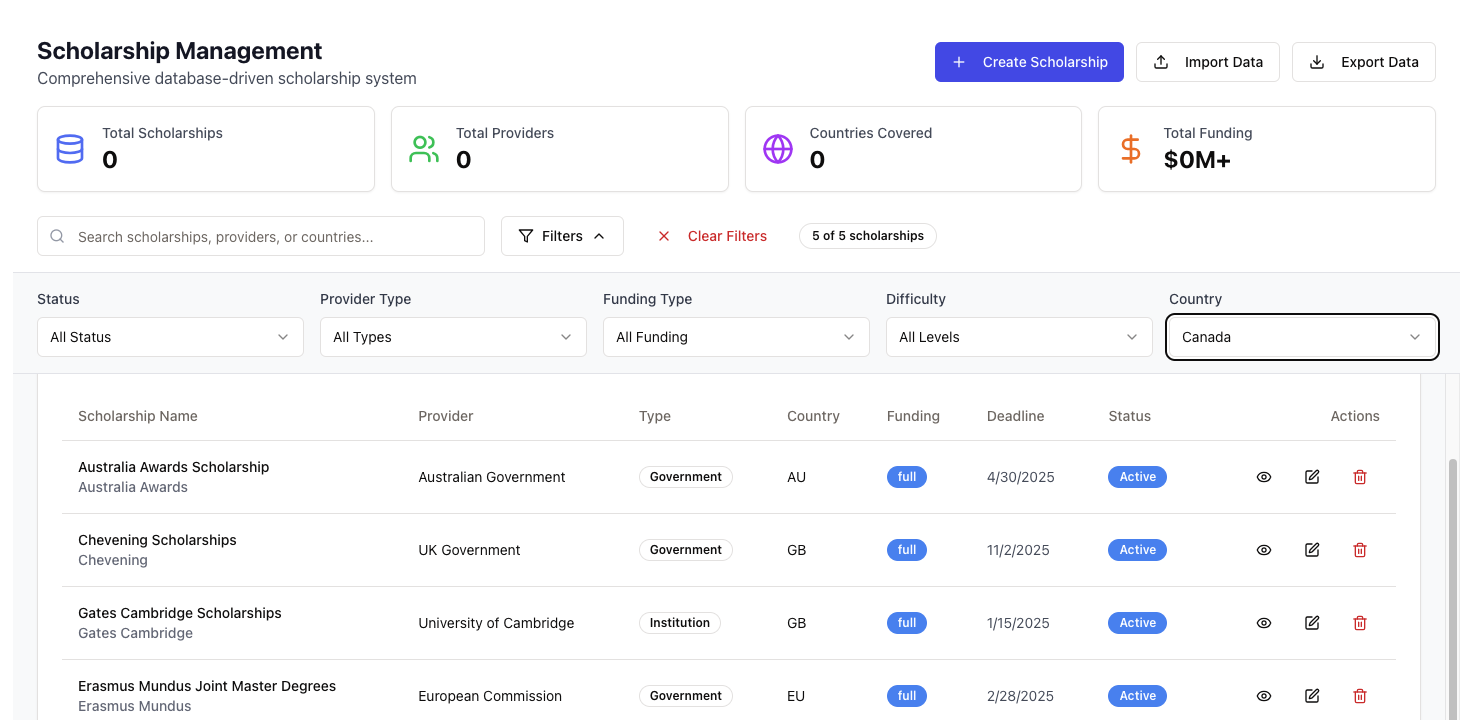 Scholarship Management
Comprehensive database-driven scholarship system
Create Scholarship
Import Data
Export Data
Total Scholarships
0
Total Providers
0
Countries Covered
0
Total Funding
$0M+
Search scholarships, providers, or countries...
Filters
Clear Filters
5 of 5 scholarships
Status
Provider Type
Funding Type
Difficulty
Country
All Status
All Types
All Funding
All Levels
Canada
Scholarship Name Provider Type Country Funding Deadline Status Actions
Australia Awards Scholarship
Australia Awards
Australian Government Government AU full 4/30/2025 Active
Chevening Scholarships
Chevening
UK Government Government GB full 11/2/2025 Active
Gates Cambridge Scholarships
Gates Cambridge
University of Cambridge Institution GB full 1/15/2025 Active
Erasmus Mundus Joint Master Degrees
Erasmus Mundus
European Commission Government EU full 2/28/2025 Active